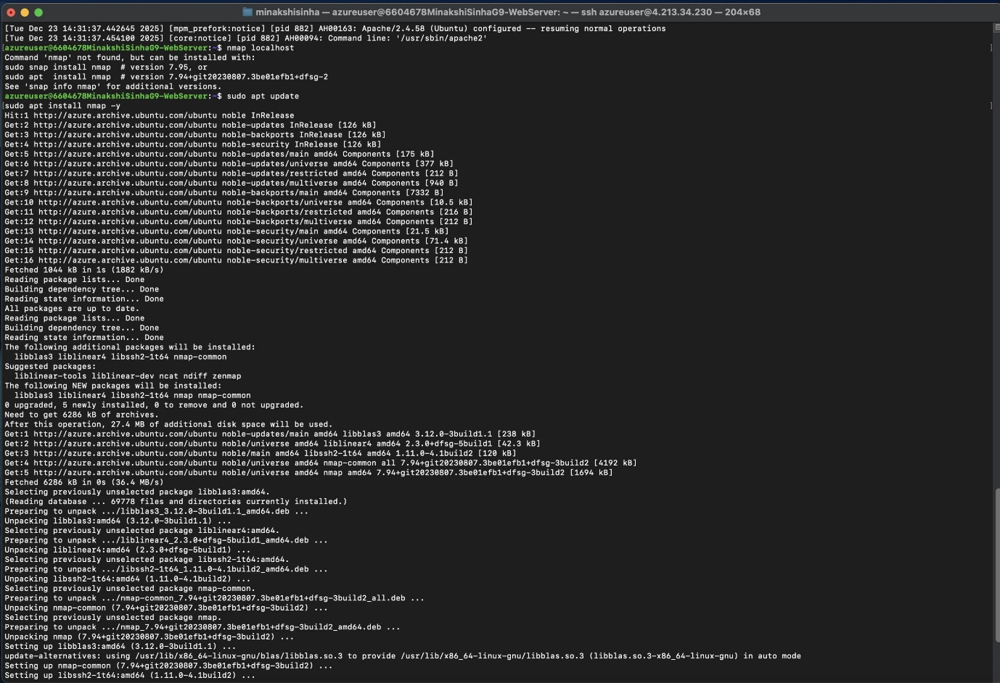 minakshisinha — azureuser@6604678MinakshiSinhaG9-WebServer: ~ — ssh azureuser@4.213.34.230 — 204×68
[Tue Dec 23 14:31:37.442645 2025] [mpm_prefork:notice] [pid 882] AH00163: Apache/2.4.58 (Ubuntu) configured -- resuming normal operations
[Tue Dec 23 14:31:37.454100 2025] [core:notice] [pid 882] AH00094: Command line: '/usr/sbin/apache2'
[azureuser@6604678MinakshiSinhaG9-WebServer:~$ nmap localhost ]
Command 'nmap' not found, but can be installed with:
sudo snap install nmap  # version 7.95, or
sudo apt  install nmap  # version 7.94+git20230807.3be01efb1+dfsg-2
See 'snap info nmap' for additional versions.
azureuser@6604678MinakshiSinhaG9-WebServer:~$ sudo apt update
[sudo apt install nmap -y ]
Hit:1 http://azure.archive.ubuntu.com/ubuntu noble InRelease
Get:2 http://azure.archive.ubuntu.com/ubuntu noble-updates InRelease [126 kB]
Get:3 http://azure.archive.ubuntu.com/ubuntu noble-backports InRelease [126 kB]
Get:4 http://azure.archive.ubuntu.com/ubuntu noble-security InRelease [126 kB]
Get:5 http://azure.archive.ubuntu.com/ubuntu noble-updates/main amd64 Components [175 kB]
Get:6 http://azure.archive.ubuntu.com/ubuntu noble-updates/universe amd64 Components [377 kB]
Get:7 http://azure.archive.ubuntu.com/ubuntu noble-updates/restricted amd64 Components [212 B]
Get:8 http://azure.archive.ubuntu.com/ubuntu noble-updates/multiverse amd64 Components [940 B]
Get:9 http://azure.archive.ubuntu.com/ubuntu noble-backports/main amd64 Components [7332 B]
Get:10 http://azure.archive.ubuntu.com/ubuntu noble-backports/universe amd64 Components [10.5 kB]
Get:11 http://azure.archive.ubuntu.com/ubuntu noble-backports/restricted amd64 Components [216 B]
Get:12 http://azure.archive.ubuntu.com/ubuntu noble-backports/multiverse amd64 Components [212 B]
Get:13 http://azure.archive.ubuntu.com/ubuntu noble-security/main amd64 Components [21.5 kB]
Get:14 http://azure.archive.ubuntu.com/ubuntu noble-security/universe amd64 Components [71.4 kB]
Get:15 http://azure.archive.ubuntu.com/ubuntu noble-security/restricted amd64 Components [212 B]
Get:16 http://azure.archive.ubuntu.com/ubuntu noble-security/multiverse amd64 Components [212 B]
Fetched 1044 kB in 1s (1882 kB/s)
Reading package lists... Done
Building dependency tree... Done
Reading state information... Done
All packages are up to date.
Reading package lists... Done
Building dependency tree... Done
Reading state information... Done
The following additional packages will be installed:
  libblas3 liblinear4 libssh2-1t64 nmap-common
Suggested packages:
  liblinear-tools liblinear-dev ncat ndiff zenmap
The following NEW packages will be installed:
  libblas3 liblinear4 libssh2-1t64 nmap nmap-common
0 upgraded, 5 newly installed, 0 to remove and 0 not upgraded.
Need to get 6286 kB of archives.
After this operation, 27.4 MB of additional disk space will be used.
Get:1 http://azure.archive.ubuntu.com/ubuntu noble-updates/main amd64 libblas3 amd64 3.12.0-3build1.1 [238 kB]
Get:2 http://azure.archive.ubuntu.com/ubuntu noble/universe amd64 liblinear4 amd64 2.3.0+dfsg-5build1 [42.3 kB]
Get:3 http://azure.archive.ubuntu.com/ubuntu noble/main amd64 libssh2-1t64 amd64 1.11.0-4.1build2 [120 kB]
Get:4 http://azure.archive.ubuntu.com/ubuntu noble/universe amd64 nmap-common all 7.94+git20230807.3be01efb1+dfsg-3build2 [4192 kB]
Get:5 http://azure.archive.ubuntu.com/ubuntu noble/universe amd64 nmap amd64 7.94+git20230807.3be01efb1+dfsg-3build2 [1694 kB]
Fetched 6286 kB in 0s (36.4 MB/s)
Selecting previously unselected package libblas3:amd64.
(Reading database ... 69778 files and directories currently installed.)
Preparing to unpack .../libblas3_3.12.0-3build1.1_amd64.deb ...
Unpacking libblas3:amd64 (3.12.0-3build1.1) ...
Selecting previously unselected package liblinear4:amd64.
Preparing to unpack .../liblinear4_2.3.0+dfsg-5build1_amd64.deb ...
Unpacking liblinear4:amd64 (2.3.0+dfsg-5build1) ...
Selecting previously unselected package libssh2-1t64:amd64.
Preparing to unpack .../libssh2-1t64_1.11.0-4.1build2_amd64.deb ...
Unpacking libssh2-1t64:amd64 (1.11.0-4.1build2) ...
Selecting previously unselected package nmap-common.
Preparing to unpack .../nmap-common_7.94+git20230807.3be01efb1+dfsg-3build2_all.deb ...
Unpacking nmap-common (7.94+git20230807.3be01efb1+dfsg-3build2) ...
Selecting previously unselected package nmap.
Preparing to unpack .../nmap_7.94+git20230807.3be01efb1+dfsg-3build2_amd64.deb ...
Unpacking nmap (7.94+git20230807.3be01efb1+dfsg-3build2) ...
Setting up libblas3:amd64 (3.12.0-3build1.1) ...
update-alternatives: using /usr/lib/x86_64-linux-gnu/blas/libblas.so.3 to provide /usr/lib/x86_64-linux-gnu/libblas.so.3 (libblas.so.3-x86_64-linux-gnu) in auto mode
Setting up nmap-common (7.94+git20230807.3be01efb1+dfsg-3build2) ...
Setting up libssh2-1t64:amd64 (1.11.0-4.1build2) ...